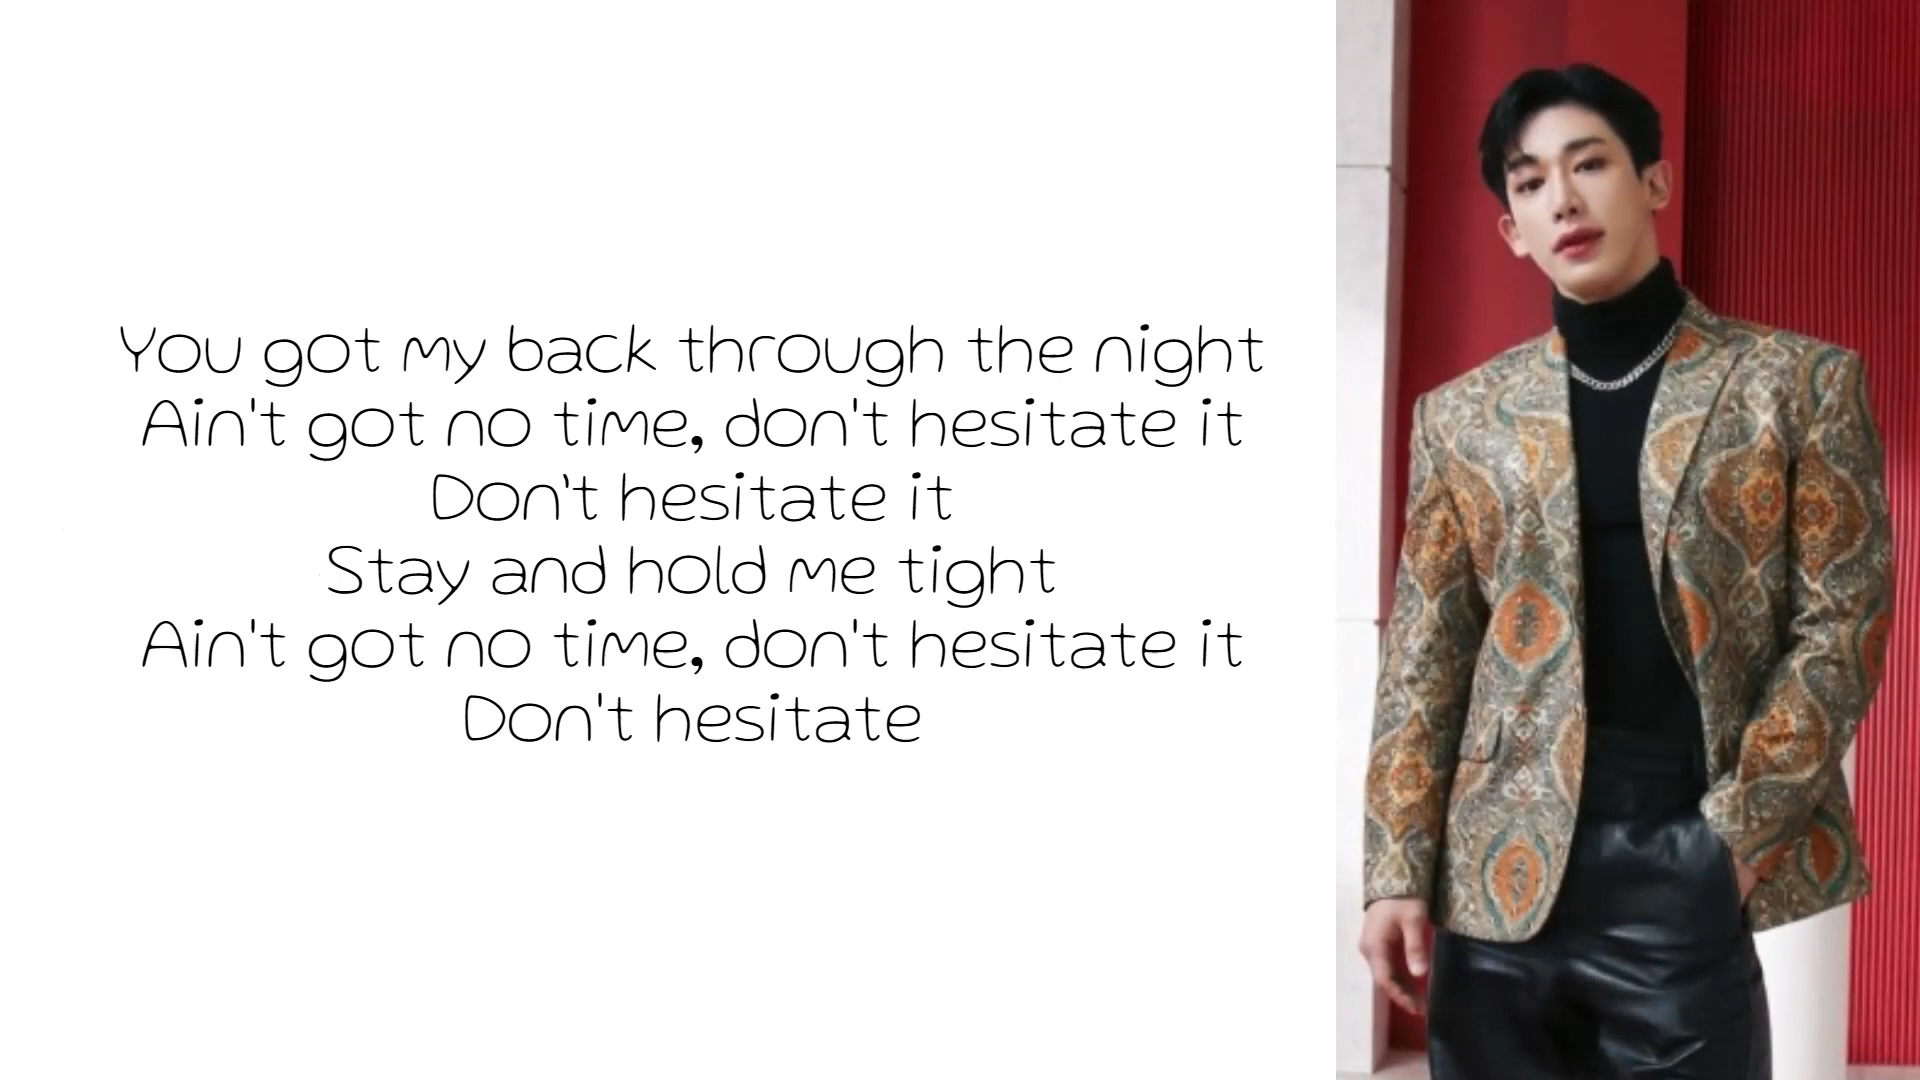 You got my back through the night
Ain't got no time, don't hesitate it
Don't hesitate it
Stay and hold me tight
Ain't got no time, don't hesitate it
Don't hesitate